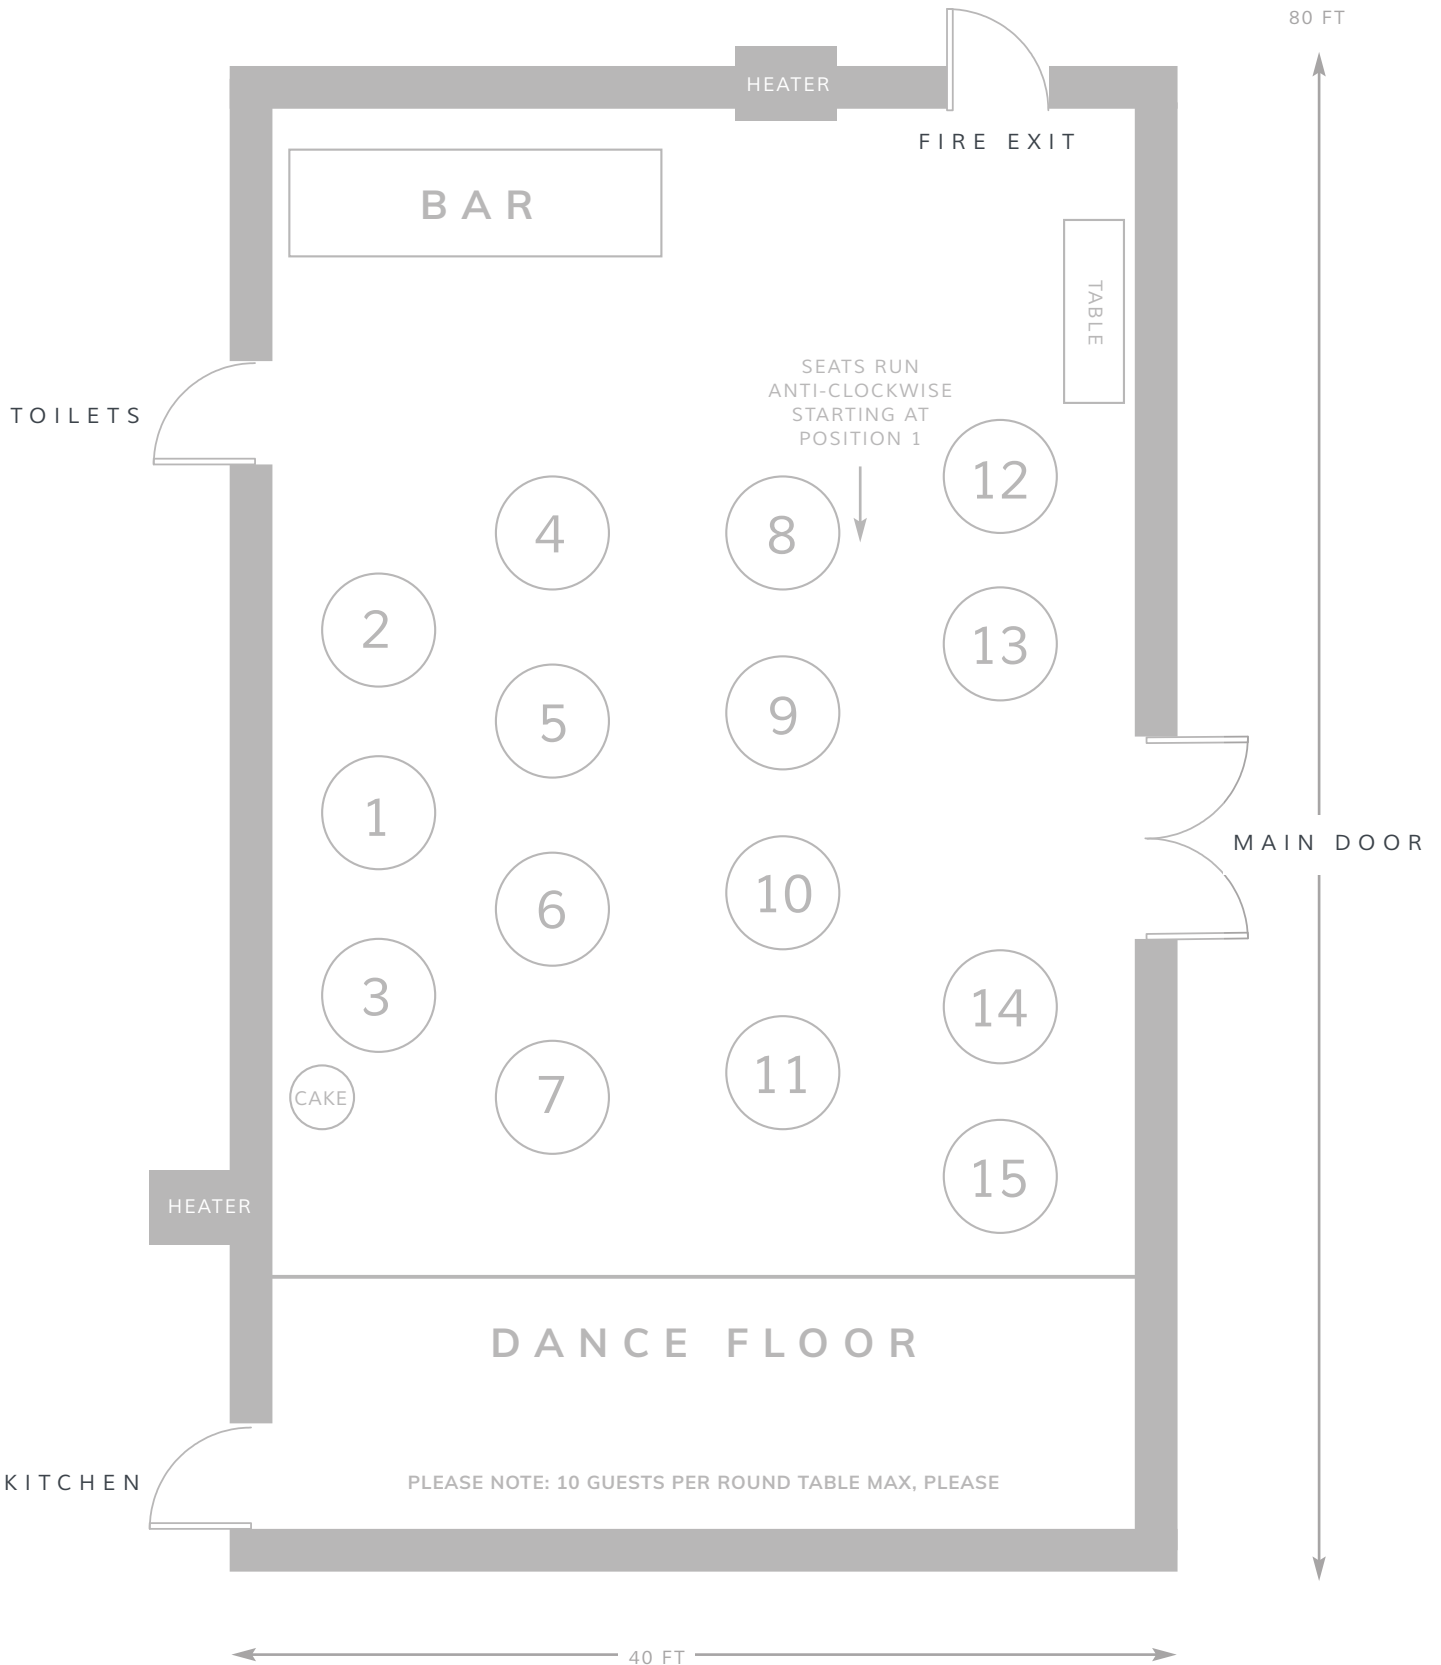 80 FT
HEATER
FIRE EXIT
BAR
TABLE
SEATS RUN
ANTI-CLOCKWISE
STARTING AT
POSITION 1
TOILETS
12
4
8
2
13
5
9
1
MAIN DOOR
6
10
3
14
11
7
CAKE
15
HEATER
DANCE FLOOR
KITCHEN
PLEASE NOTE: 10 GUESTS PER ROUND TABLE MAX, PLEASE
40 FT